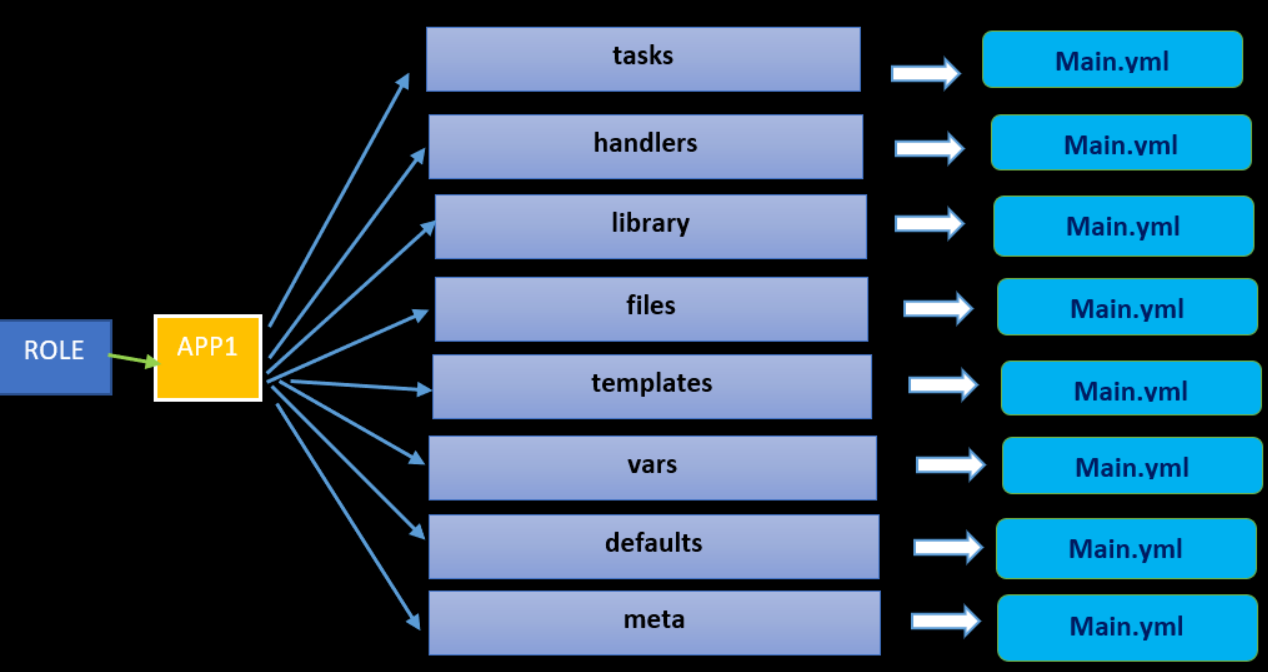 tasks
Main.yml
handlers
Main.yml
library
Main.yml
files
Main.yml
ROLE
APP1
templates
Main.yml
vars
Main.yml
defaults
Main.yml
meta
Main.yml